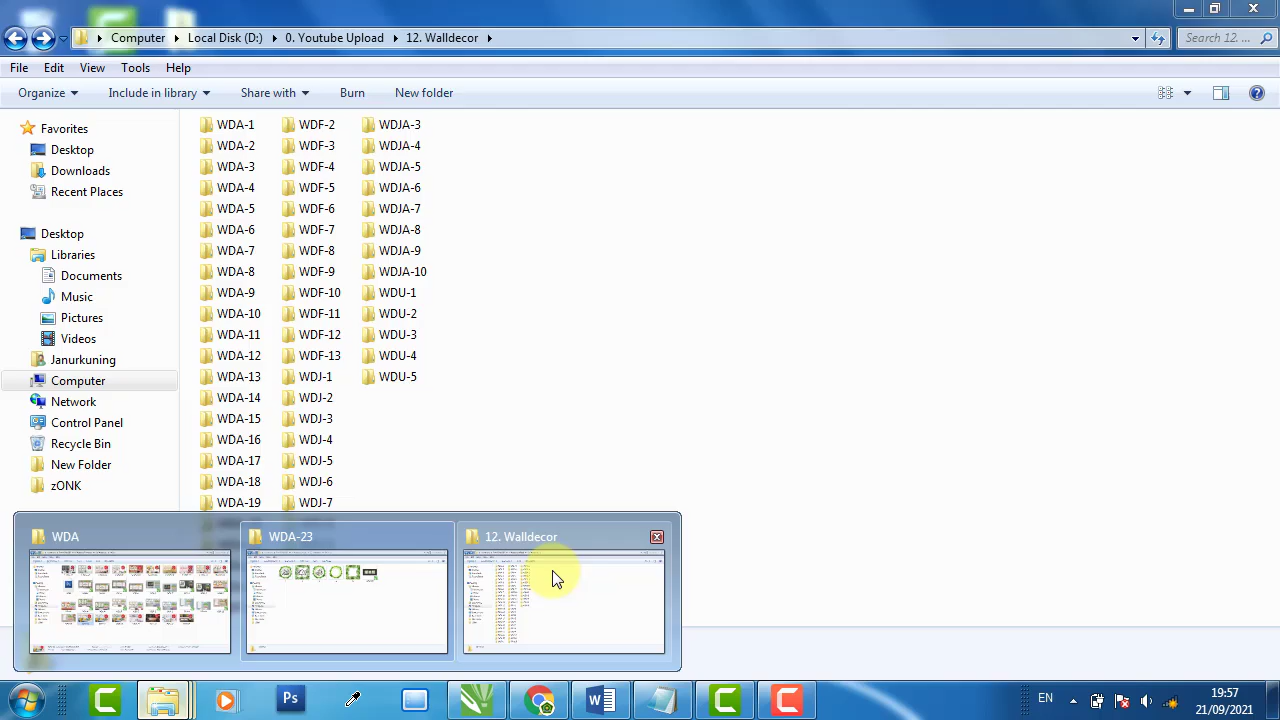 Computer Local Disk (D:) 0. Youtube Upload 12. Walldecor Search 12. ...
File Edit View Tools Help
Organize Include in library Share with Burn New folder
Favorites
Desktop
Downloads
Recent Places
Desktop
Libraries
Documents
Music
Pictures
Videos
Janurkuning
Computer
Network
Control Panel
Recycle Bin
New Folder
zONK
WDA-1 WDF-2 WDJA-3
WDA-2 WDF-3 WDJA-4
WDA-3 WDF-4 WDJA-5
WDA-4 WDF-5 WDJA-6
WDA-5 WDF-6 WDJA-7
WDA-6 WDF-7 WDJA-8
WDA-7 WDF-8 WDJA-9
WDA-8 WDF-9 WDJA-10
WDA-9 WDF-10 WDU-1
WDA-10 WDF-11 WDU-2
WDA-11 WDF-12 WDU-3
WDA-12 WDF-13 WDU-4
WDA-13 WDJ-1 WDU-5
WDA-14 WDJ-2
WDA-15 WDJ-3
WDA-16 WDJ-4
WDA-17 WDJ-5
WDA-18 WDJ-6
WDA-19 WDJ-7
WDA WDA-23 12. Walldecor
Ps EN 19:57
21/09/2021